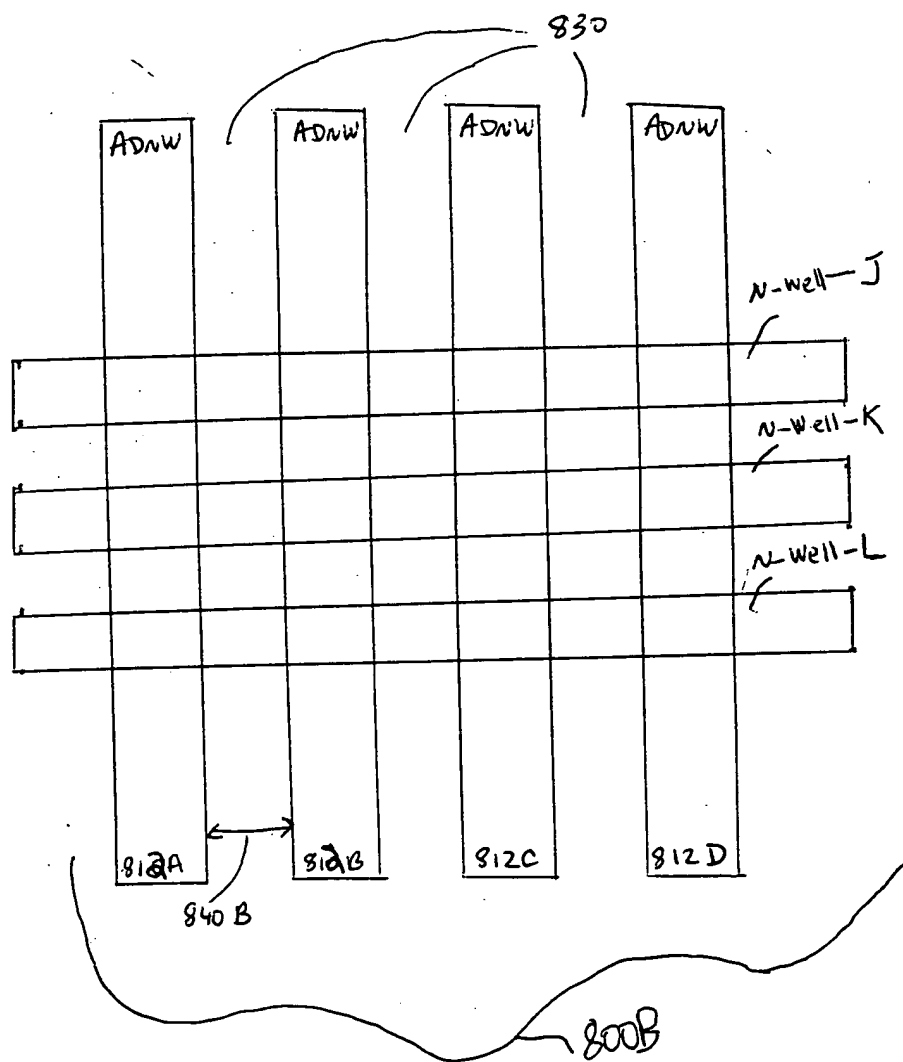 830
ADNW ADNW ADNW ADNW
N-Well-J
N-Well-K
N-Well-L
812A 812B 812C 812D
840B
800B